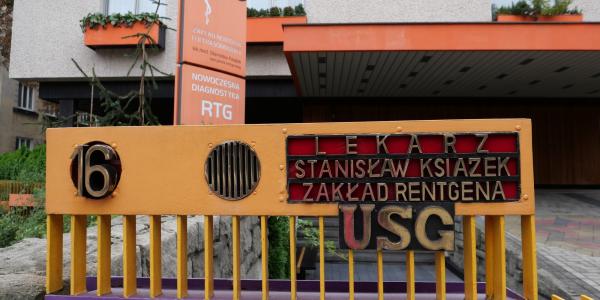 NOWOCZESNA
DIAGNOSTYKA
RTG
16
LEKARZ
STANISŁAW KSIĄŻEK
ZAKŁAD RENTGENA
USG